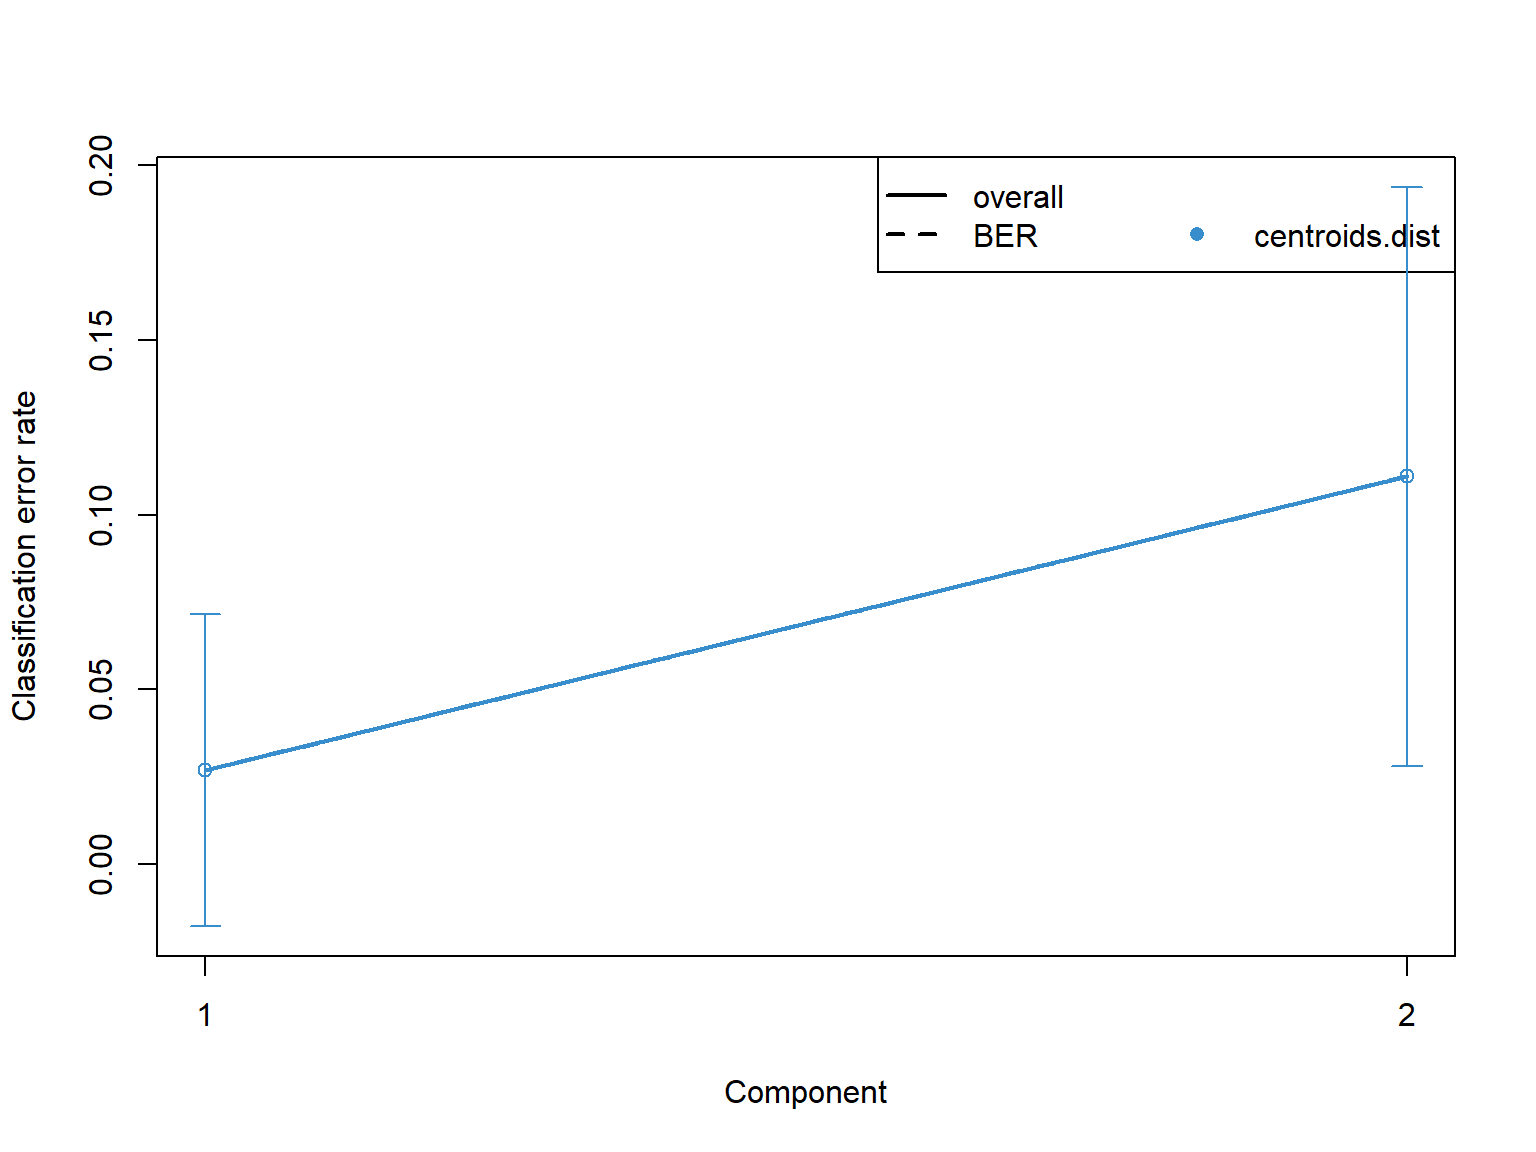 overall
BER
centroids.dist
Classification error rate
0.20
0.15
0.10
0.05
0.00
1
2
Component